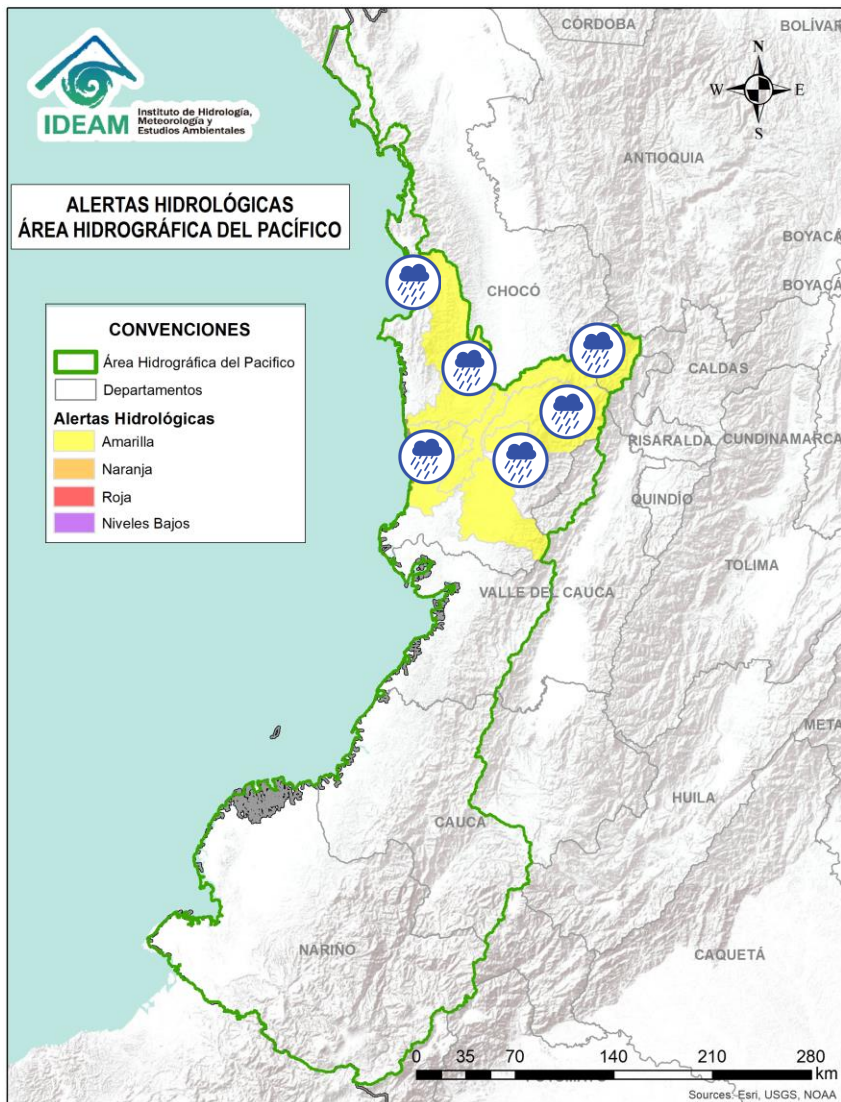 CÓRDOBA
BOLÍVAR
IDEAM
Instituto de Hidrología,
Meteorología y
Estudios Ambientales
N
W
E
S
ANTIOQUIA
ALERTAS HIDROLÓGICAS
ÁREA HIDROGRÁFICA DEL PACÍFICO
BOYACÁ
BOYACÁ
CHOCÓ
CONVENCIONES
Área Hidrográfica del Pacifico
Departamentos
Alertas Hidrológicas
Amarilla
Naranja
Roja
Niveles Bajos
CALDAS
RISARALDA
CUNDINAMARCA
QUINDÍO
TOLIMA
VALLE DEL CAUCA
META
HUILA
CAUCA
NARIÑO
CAQUETÁ
0 35 70 140 210 280
km
Sources: Esri, USGS, NOAA